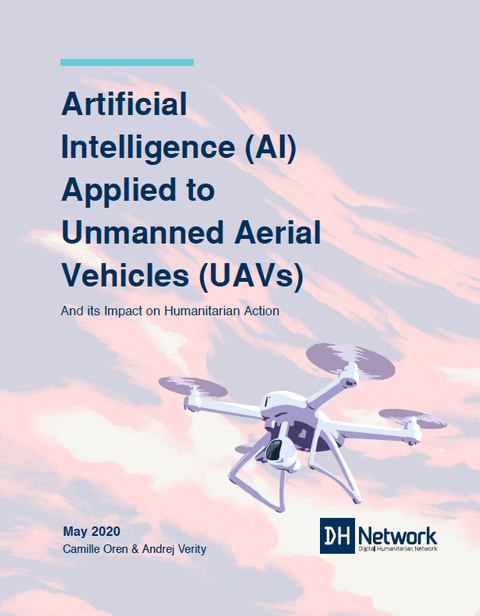 Artificial
Intelligence (AI)
Applied to
Unmanned Aerial
Vehicles (UAVs)
And its Impact on Humanitarian Action
May 2020
Camille Oren & Andrej Verity
DH Network
Digital Humanitarian Network